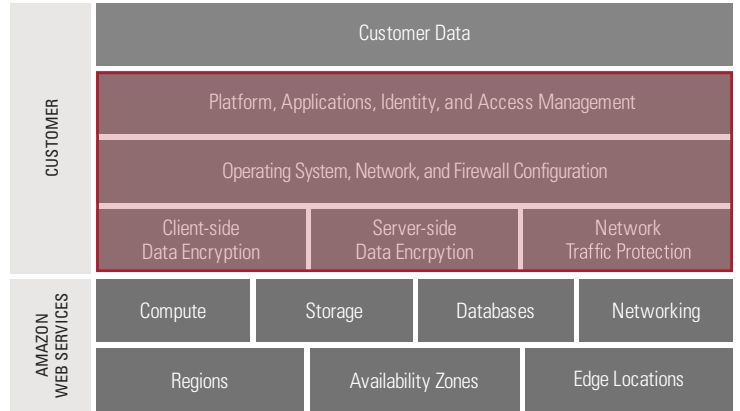 CUSTOMER
Customer Data
Platform, Applications, Identity, and Access Management
Operating System, Network, and Firewall Configuration
Client-side
Data Encryption
Server-side
Data Encrpytion
Network
Traffic Protection
AMAZON
WEB SERVICES
Compute
Storage
Databases
Networking
Regions
Availability Zones
Edge Locations